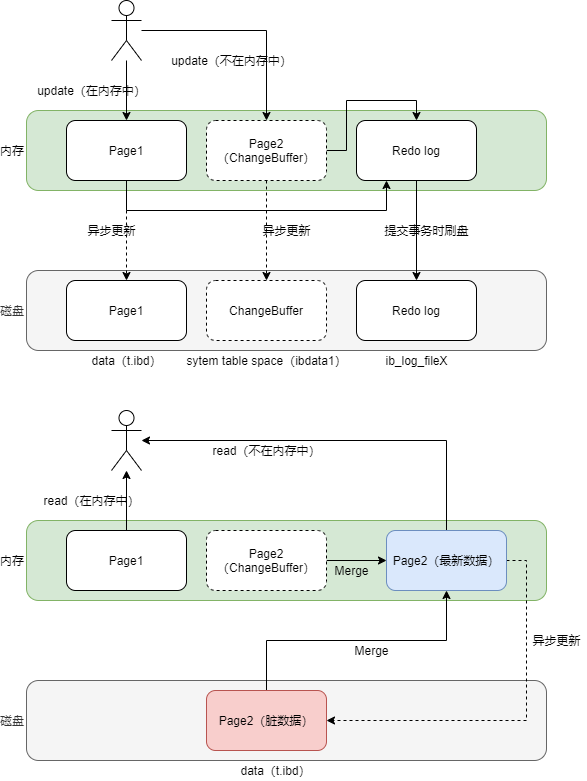 update（不在内存中）
update（在内存中）
内存
Page1
Page2
（ChangeBuffer）
Redo log
异步更新
异步更新
提交事务时刷盘
磁盘
Page1
ChangeBuffer
Redo log
data（t.ibd）
sytem table space（ibdata1）
ib_log_fileX
read（不在内存中）
read（在内存中）
内存
Page1
Page2
（ChangeBuffer）
Merge
Page2（最新数据）
异步更新
Merge
磁盘
Page2（脏数据）
data（t.ibd）